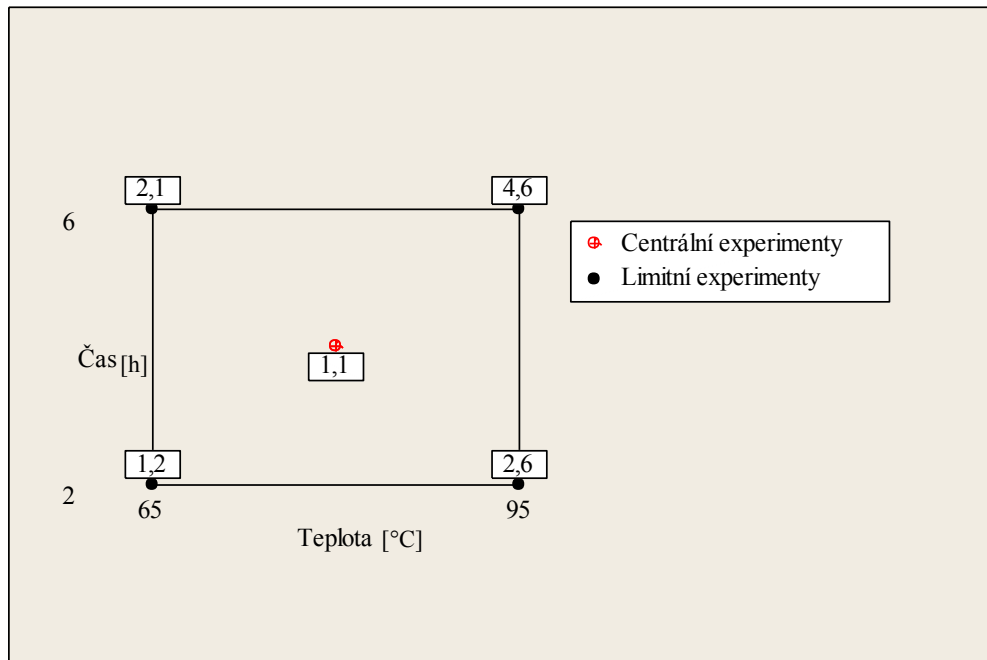 2,1
4,6
6
Centrální experimenty
Limitní experimenty
Čas [h]
1,1
1,2
2,6
2
65
95
Teplota [°C]